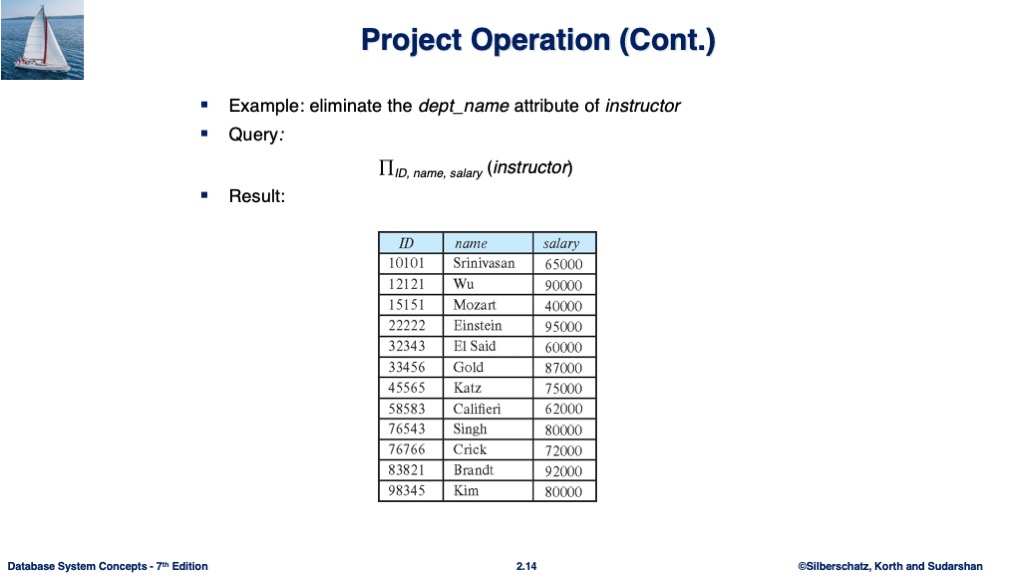 Project Operation (Cont.)
▪ Example: eliminate the dept_name attribute of instructor
▪ Query:
∏ID, name, salary (instructor)
▪ Result:
ID name salary
10101 Srinivasan 65000
12121 Wu 90000
15151 Mozart 40000
22222 Einstein 95000
32343 El Said 60000
33456 Gold 87000
45565 Katz 75000
58583 Califieri 62000
76543 Singh 80000
76766 Crick 72000
83821 Brandt 92000
98345 Kim 80000
Database System Concepts - 7th Edition 2.14 ©Silberschatz, Korth and Sudarshan